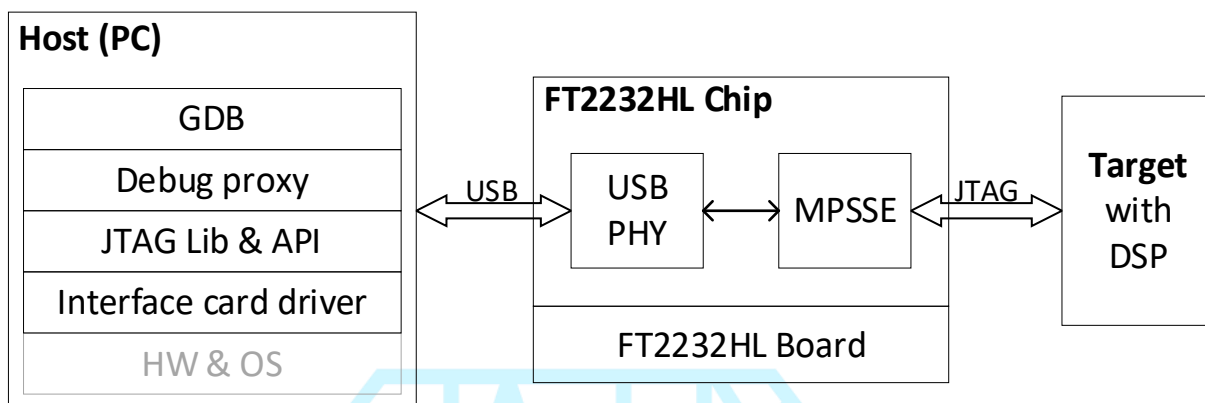 Host (PC)
GDB
Debug proxy
JTAG Lib & API
Interface card driver
HW & OS
USB
FT2232HL Chip
USB
PHY
MPSSE
FT2232HL Board
JTAG
Target
with
DSP